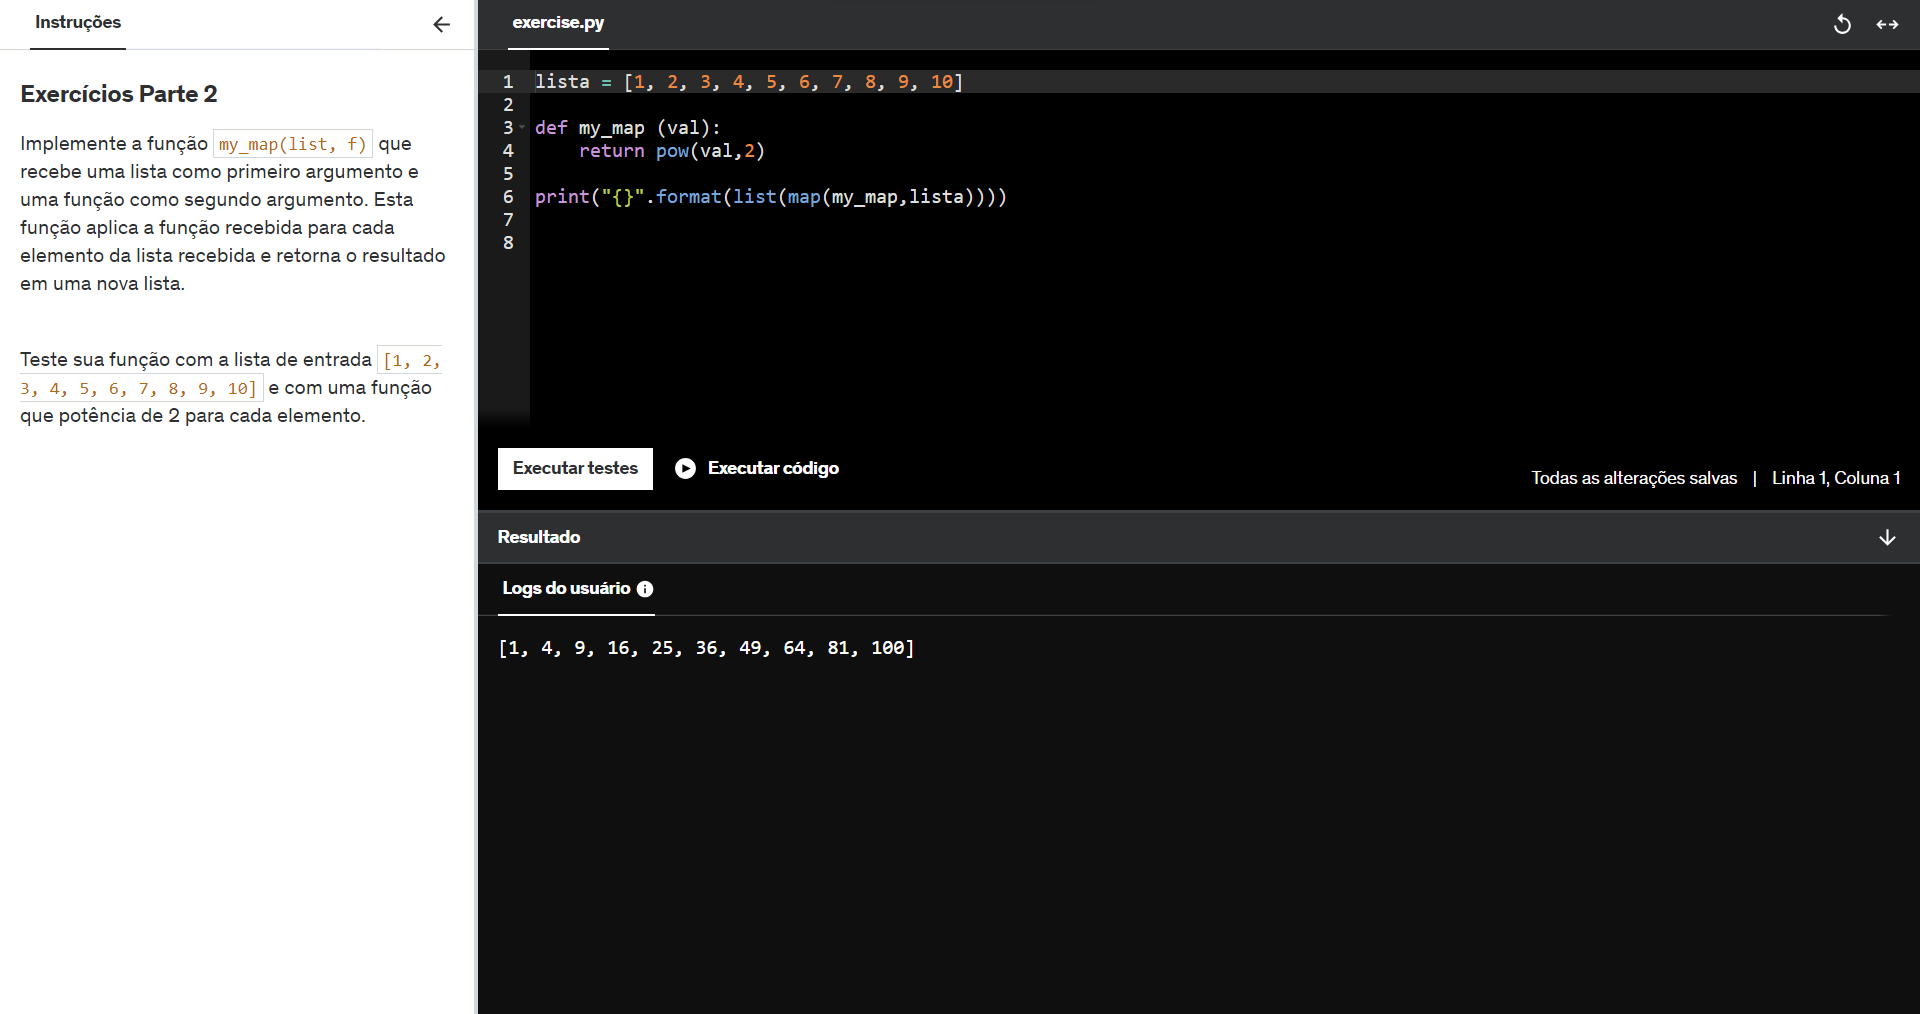 Instruções
Exercícios Parte 2
Implemente a função my_map(list, f) que
recebe uma lista como primeiro argumento e
uma função como segundo argumento. Esta
função aplica a função recebida para cada
elemento da lista recebida e retorna o resultado
em uma nova lista.
Teste sua função com a lista de entrada [1, 2,
3, 4, 5, 6, 7, 8, 9, 10] e com uma função
que potência de 2 para cada elemento.
exercise.py
1 lista = [1, 2, 3, 4, 5, 6, 7, 8, 9, 10]
2
3 def my_map (val):
4     return pow(val,2)
5
6 print("{}".format(list(map(my_map,lista))))
7
8
Executar testes
Executar código
Todas as alterações salvas | Linha 1, Coluna 1
Resultado
Logs do usuário
[1, 4, 9, 16, 25, 36, 49, 64, 81, 100]